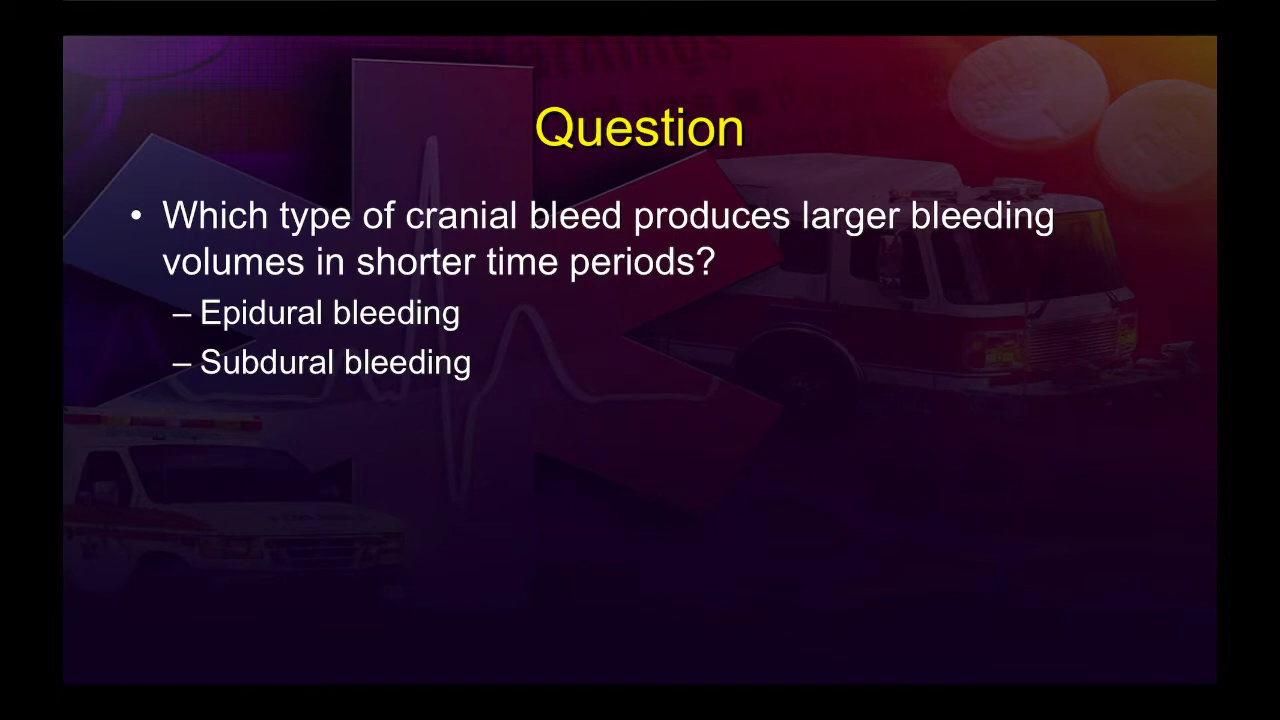 Question
• Which type of cranial bleed produces larger bleeding
volumes in shorter time periods?
– Epidural bleeding
– Subdural bleeding